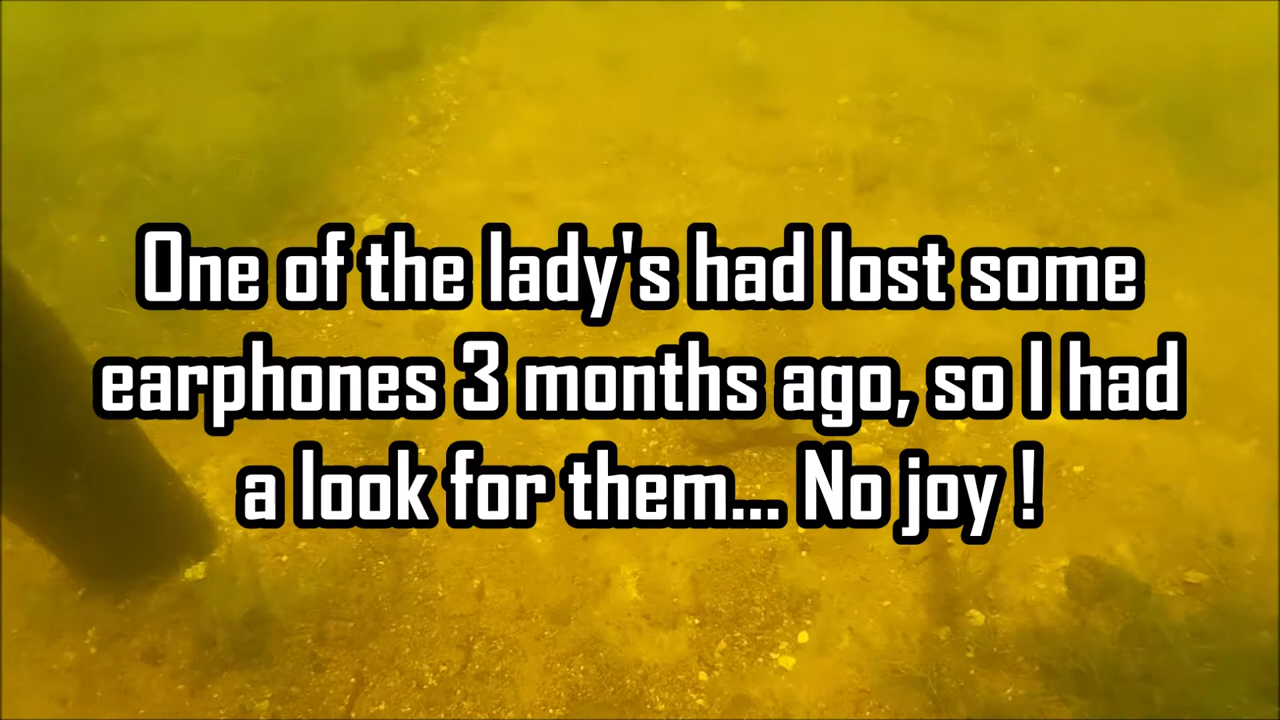 One of the lady's had lost some
earphones 3 months ago, so I had
a look for them... No joy !